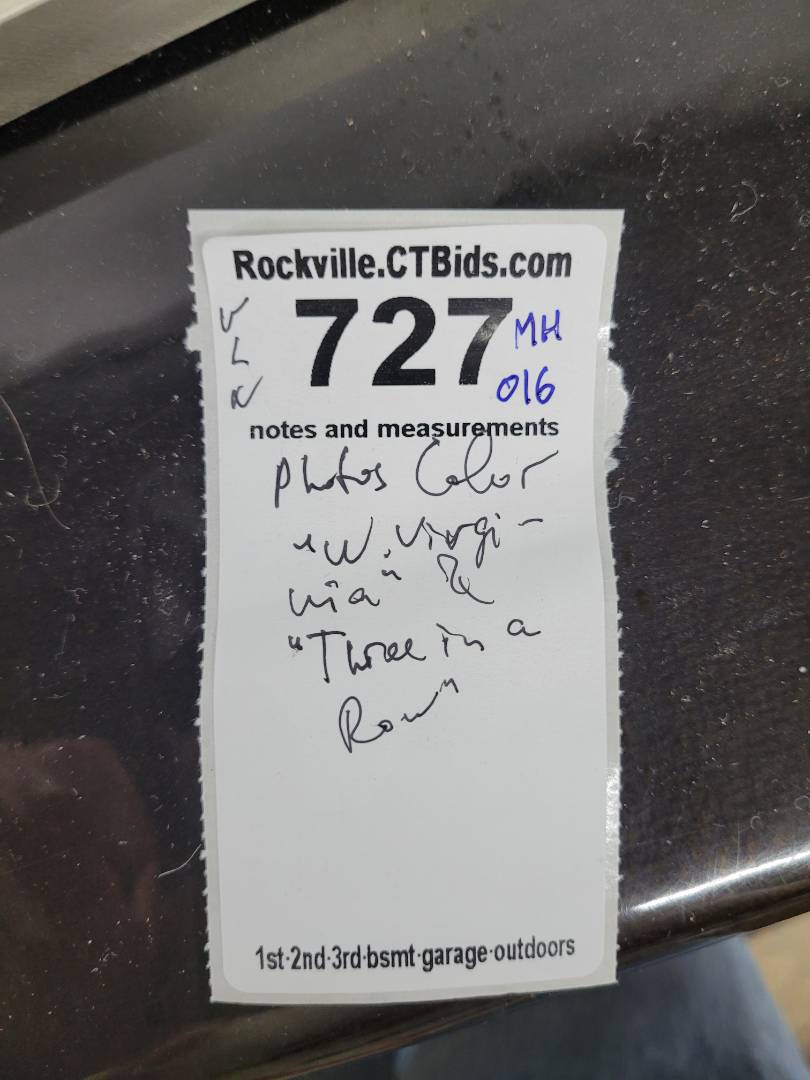 Rockville.CTBids.com
727
MH
016
notes and measurements
Photos Color
"W. Virgi-
nia" &
"Three in a
Row"
1st·2nd·3rd·bsmt·garage·outdoors